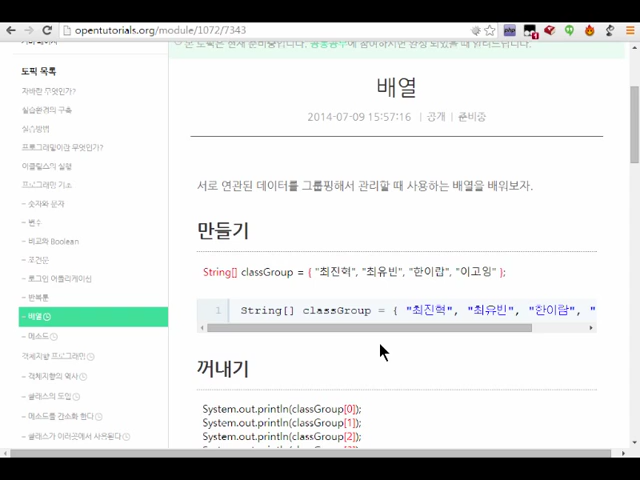 opentutorials.org/module/1072/7343
배열
2014-07-09 15:57:16 | 공개 | 준비중
토픽 목록
자바란 무엇인가?
실습환경의 구축
실습방법
프로그래밍이란 무엇인가?
이클립스의 실행
프로그래밍 기초
- 숫자와 문자
- 변수
- 비교와 Boolean
- 조건문
- 로그인 어플리케이션
- 반복문
- 배열
- 메소드
객체지향 프로그래밍
- 객체지향의 역사
- 클래스의 도입
- 메소드를 간소화 한다
- 클래스가 이러곳에서 사용된다
서로 연관된 데이터를 그룹핑해서 관리할 때 사용하는 배열을 배워보자.
만들기
String[] classGroup = { "최진혁", "최유빈", "한이람", "이고잉" };
1 String[] classGroup = { "최진혁", "최유빈", "한이람", "
꺼내기
System.out.println(classGroup[0]);
System.out.println(classGroup[1]);
System.out.println(classGroup[2]);